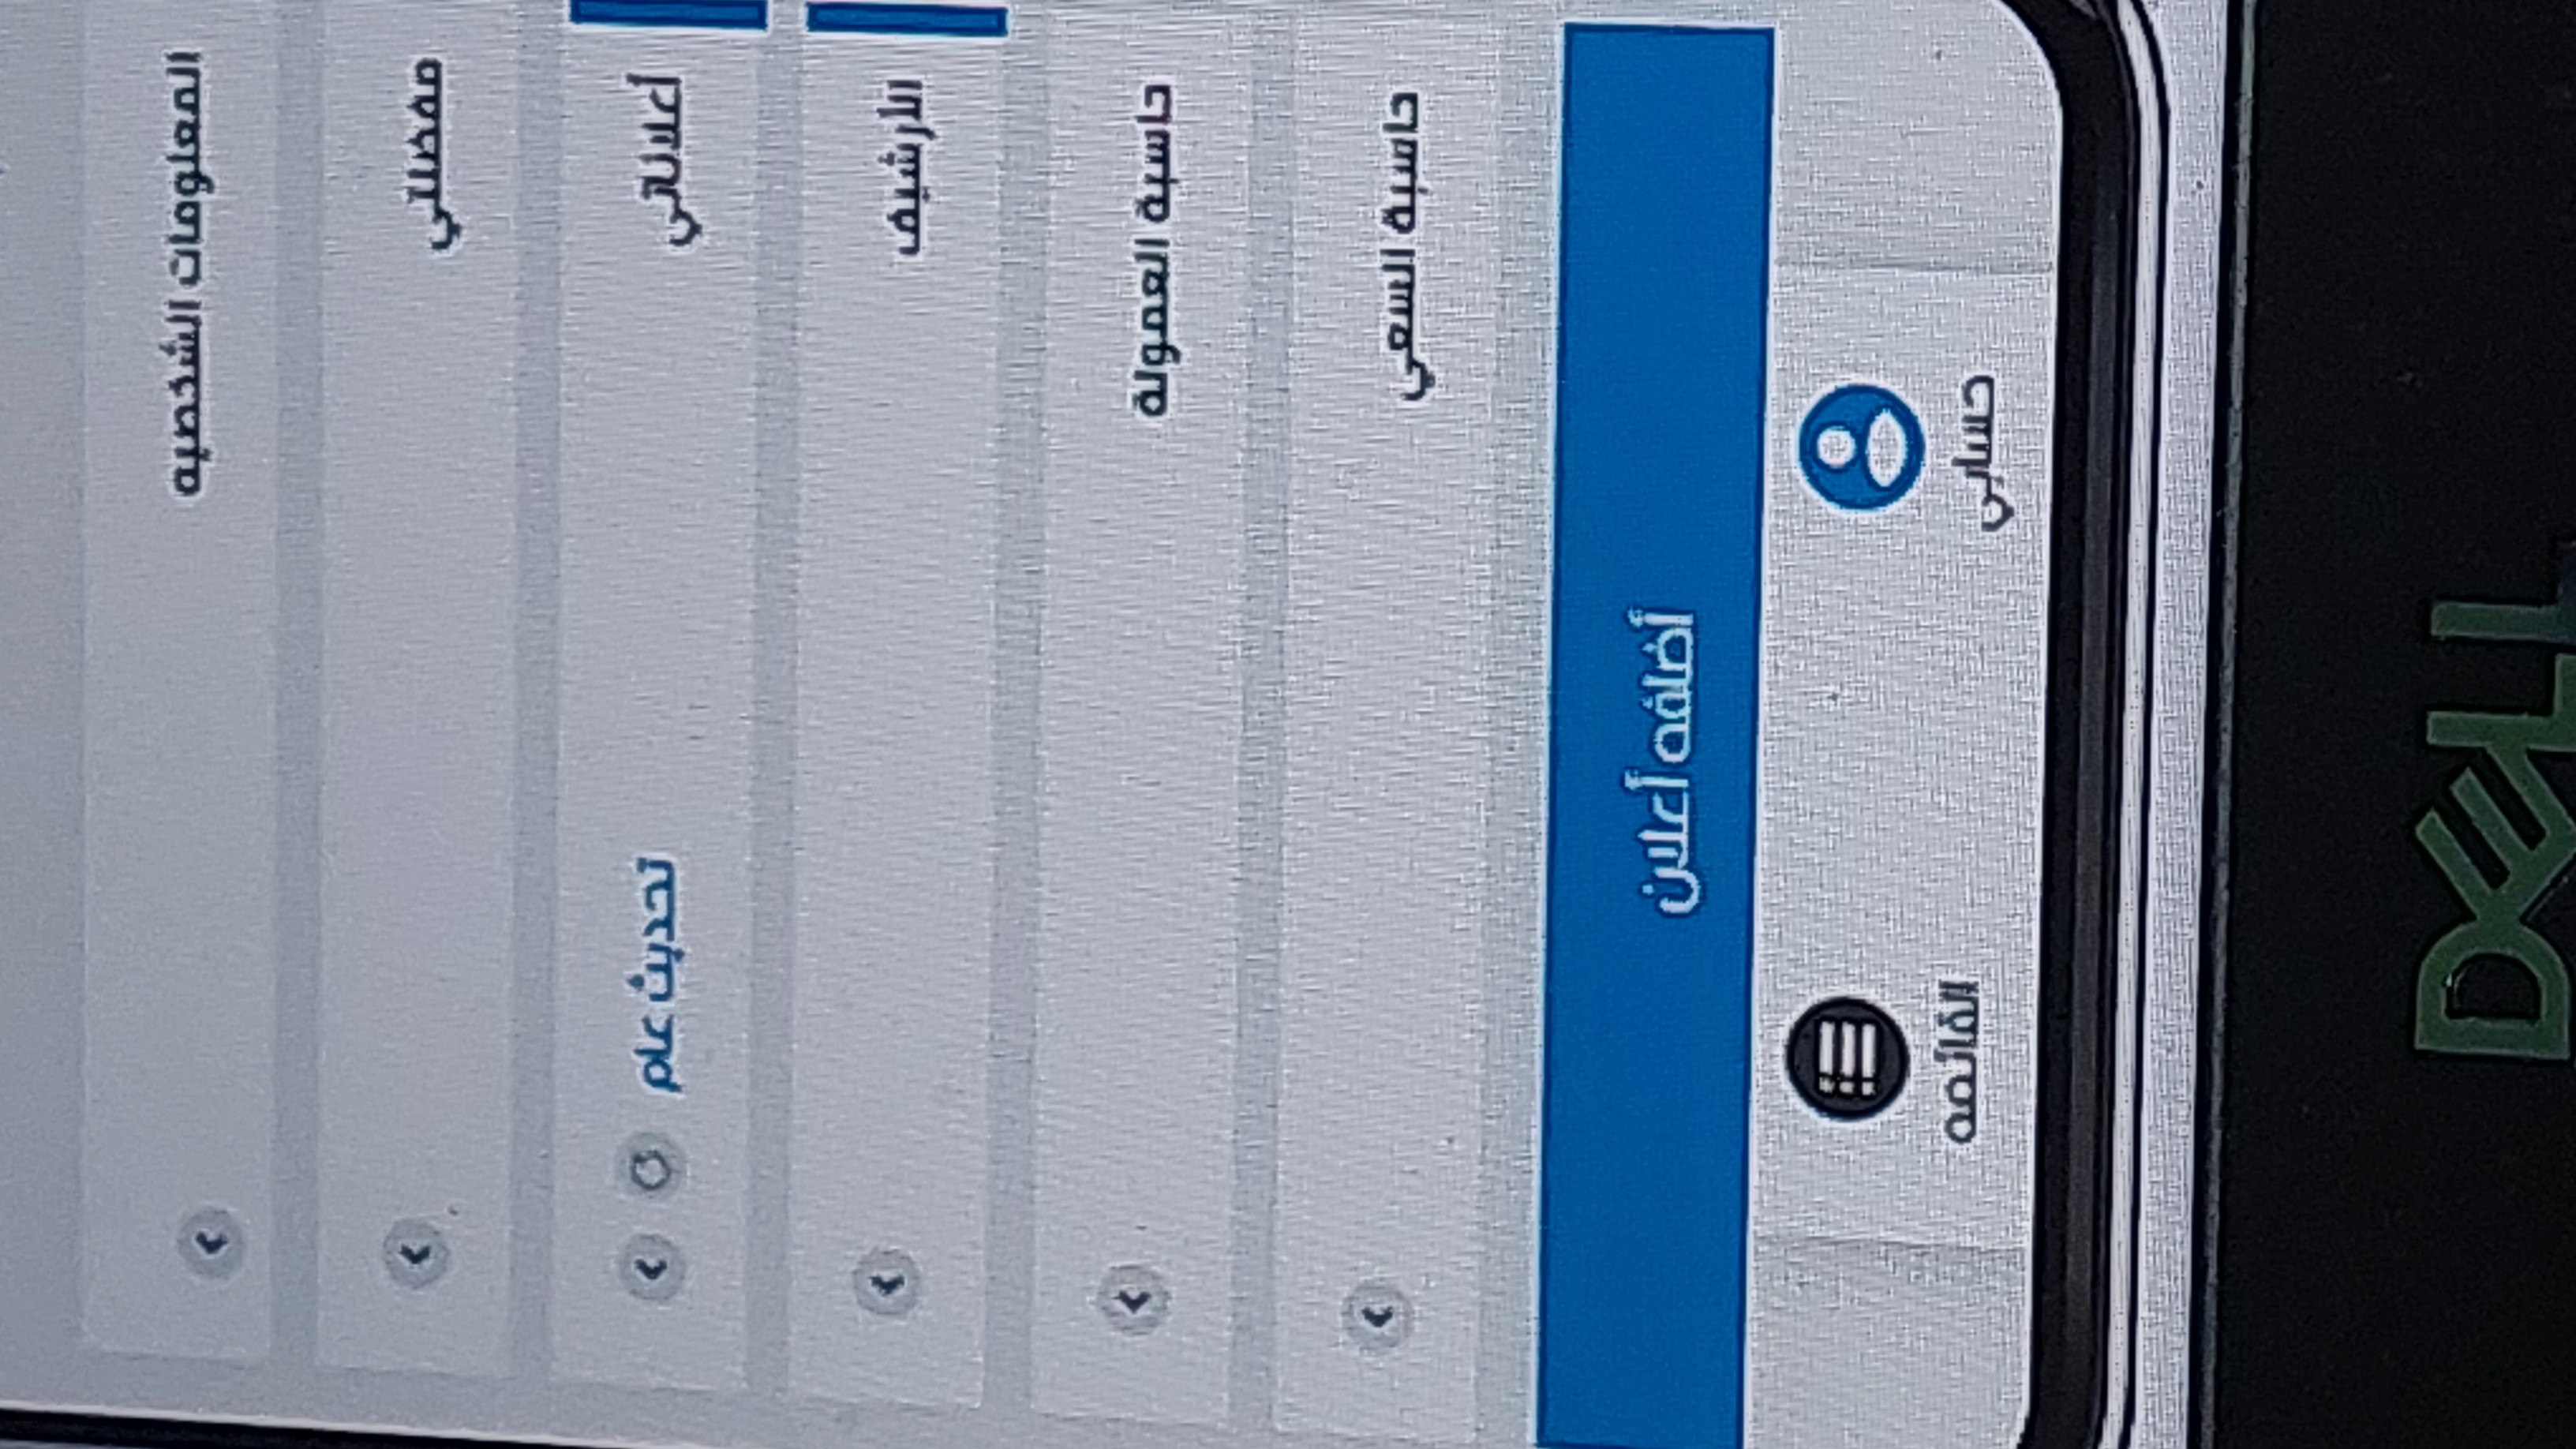 المعلومات الشخصيه
مفضلتي
أعلاناتي
تحديث عام
الأرشيف
حاسبة العمولة
حاسبة السعي
أضافه أعلان
حسابي
القائمه
DELL